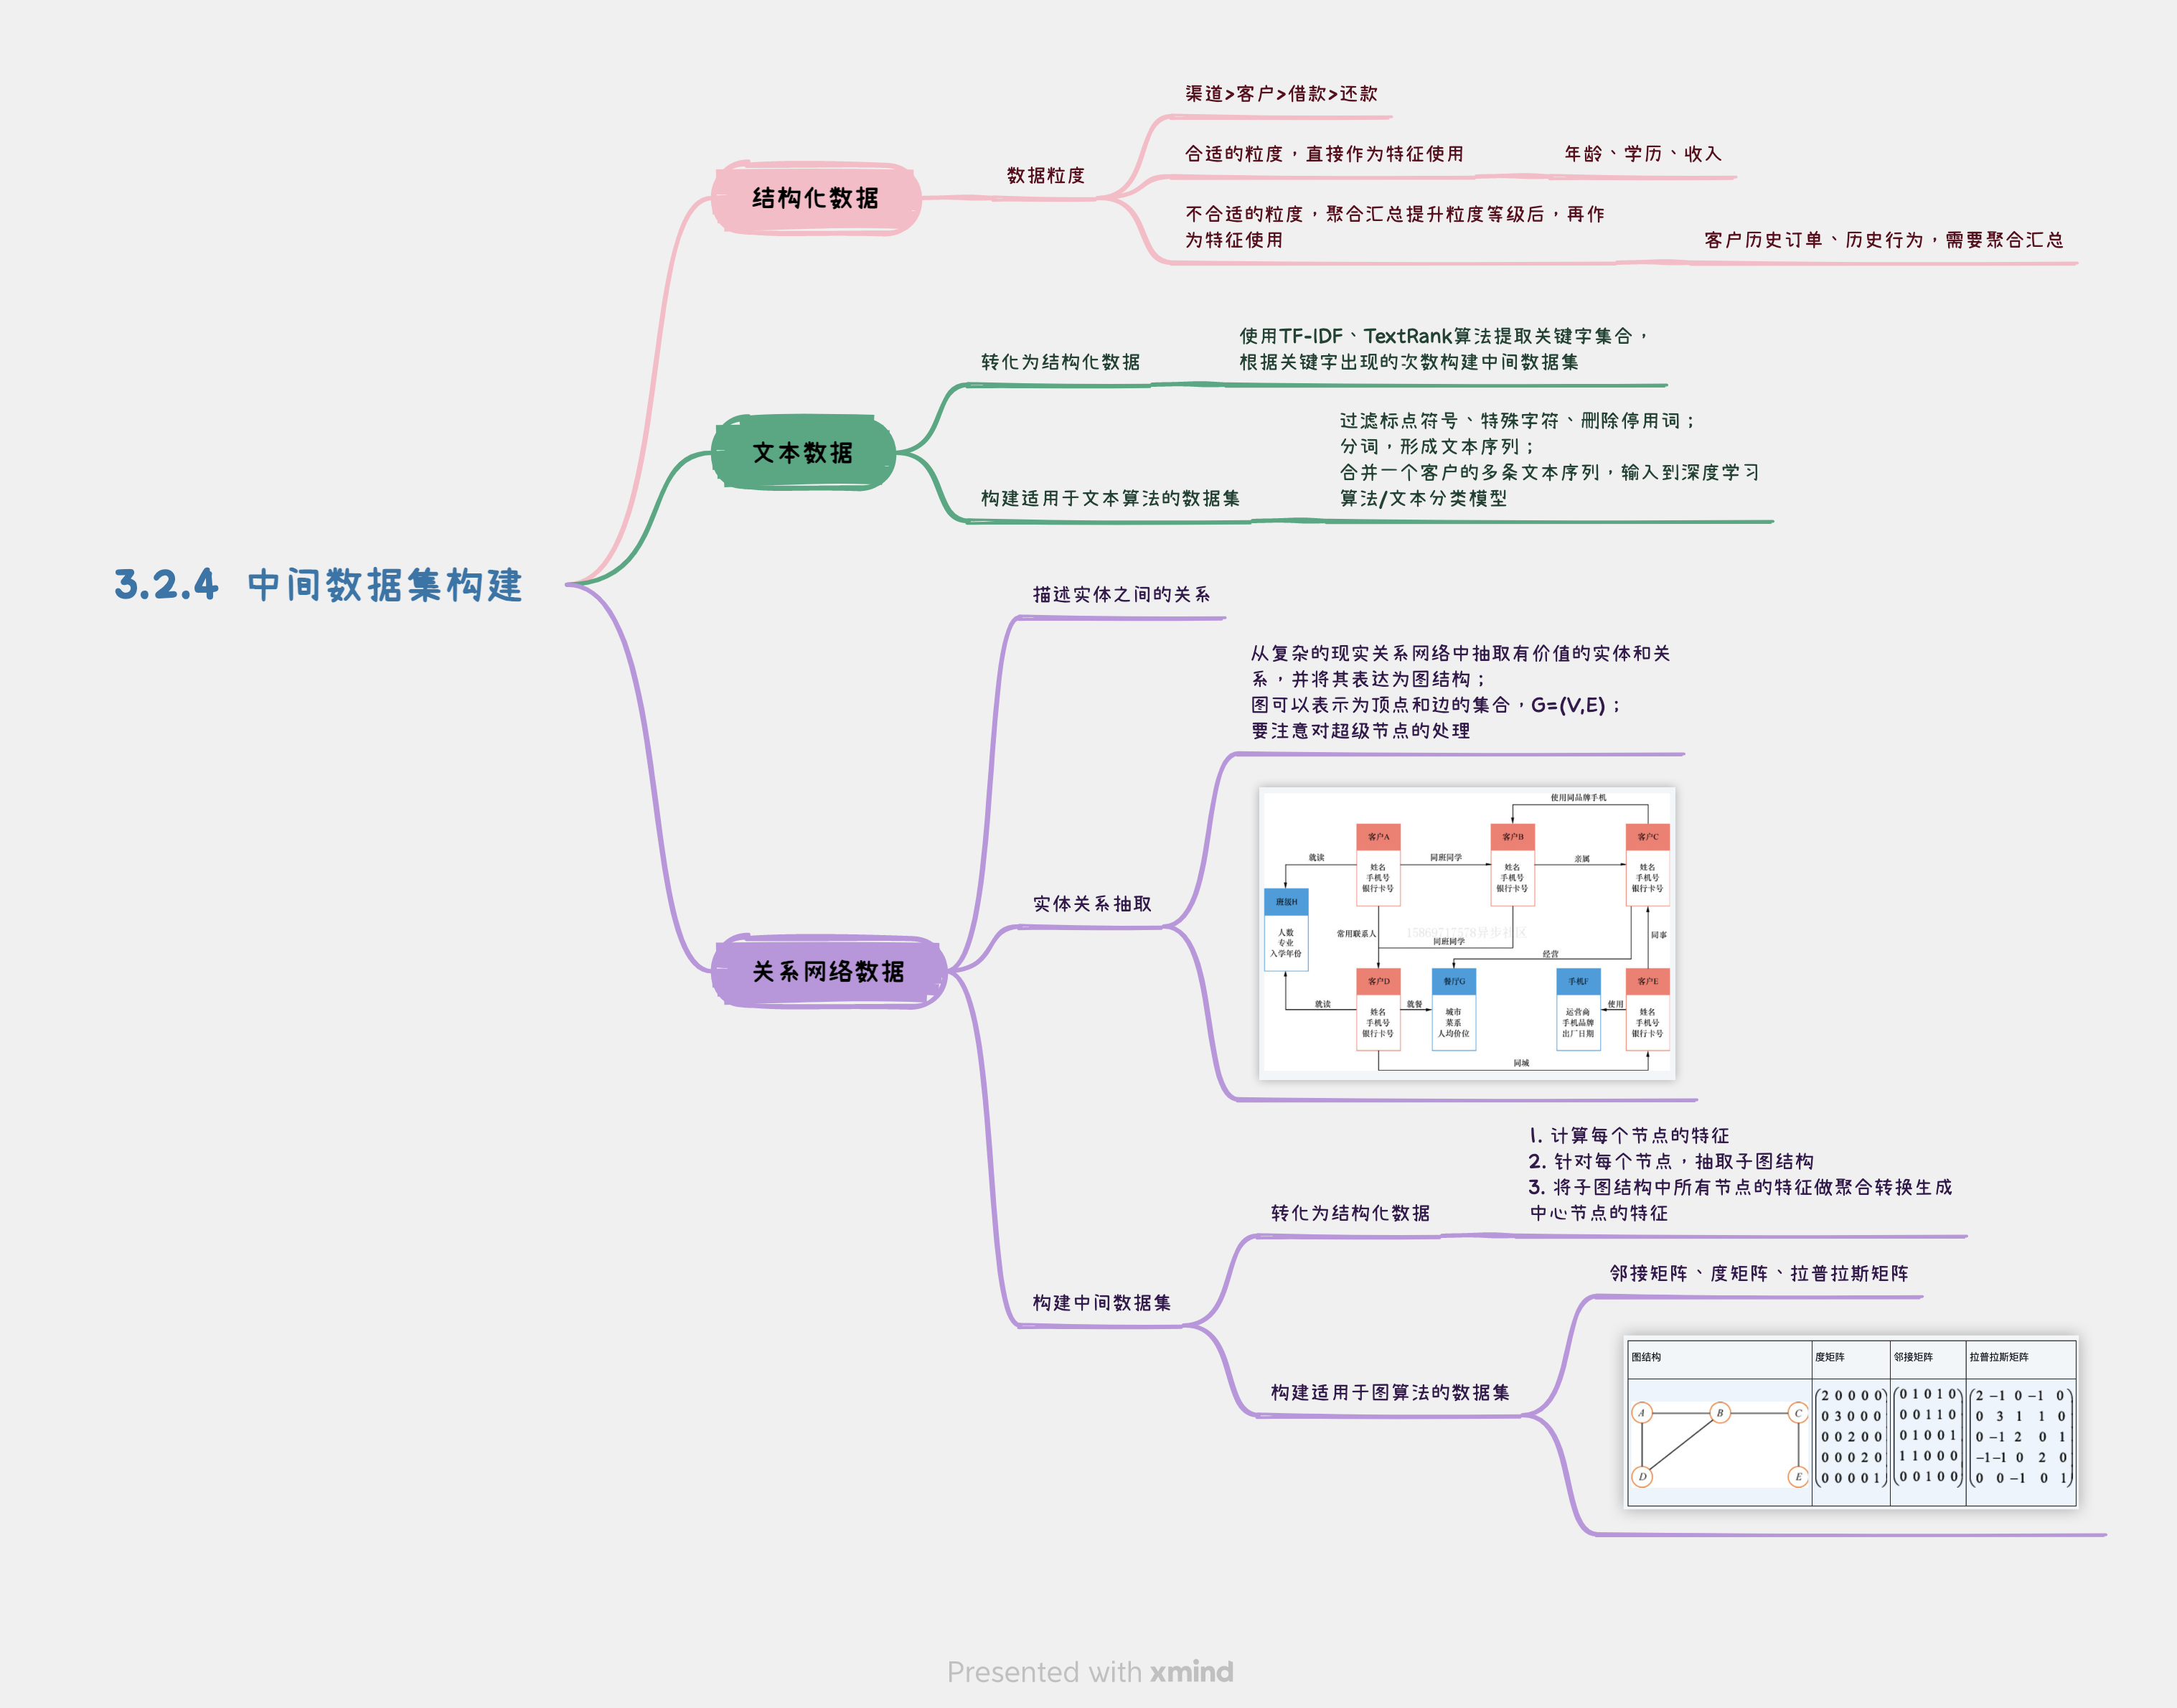 3.2.4 中间数据集构建
结构化数据
数据粒度
渠道>客户>借款>还款
合适的粒度，直接作为特征使用
年龄、学历、收入
不合适的粒度，聚合汇总提升粒度等级后，再作
为特征使用
客户历史订单、历史行为，需要聚合汇总
文本数据
转化为结构化数据
使用TF-IDF、TextRank算法提取关键字集合，
根据关键字出现的次数构建中间数据集
构建适用于文本算法的数据集
过滤标点符号、特殊字符、删除停用词；
分词，形成文本序列；
合并一个客户的多条文本序列，输入到深度学习
算法/文本分类模型
关系网络数据
描述实体之间的关系
实体关系抽取
从复杂的现实关系网络中抽取有价值的实体和关
系，并将其表达为图结构；
图可以表示为顶点和边的集合，G=(V,E)；
要注意对超级节点的处理
使用同品牌手机
客户A
姓名
手机号
银行卡号
客户B
姓名
手机号
银行卡号
客户C
姓名
手机号
银行卡号
就读
同班同学
亲属
班级H
人数
专业
入学年份
常用联系人
15869717578异步社区
同班同学
同事
经营
客户D
姓名
手机号
银行卡号
餐厅G
城市
菜系
人均价位
手机F
运营商
手机品牌
出厂日期
客户E
姓名
手机号
银行卡号
就读
就餐
使用
同城
构建中间数据集
转化为结构化数据
1. 计算每个节点的特征
2. 针对每个节点，抽取子图结构
3. 将子图结构中所有节点的特征做聚合转换生成
中心节点的特征
构建适用于图算法的数据集
邻接矩阵、度矩阵、拉普拉斯矩阵
图结构 度矩阵 邻接矩阵 拉普拉斯矩阵
A B C
D E
2 0 0 0 0
0 3 0 0 0
0 0 2 0 0
0 0 0 2 0
0 0 0 0 1
0 1 0 1 0
0 0 1 1 0
0 1 0 0 1
1 1 0 0 0
0 0 1 0 0
2 −1 0 −1 0
0 3 1 1 0
0 −1 2 0 1
−1 −1 0 2 0
0 0 −1 0 1
Presented with xmind